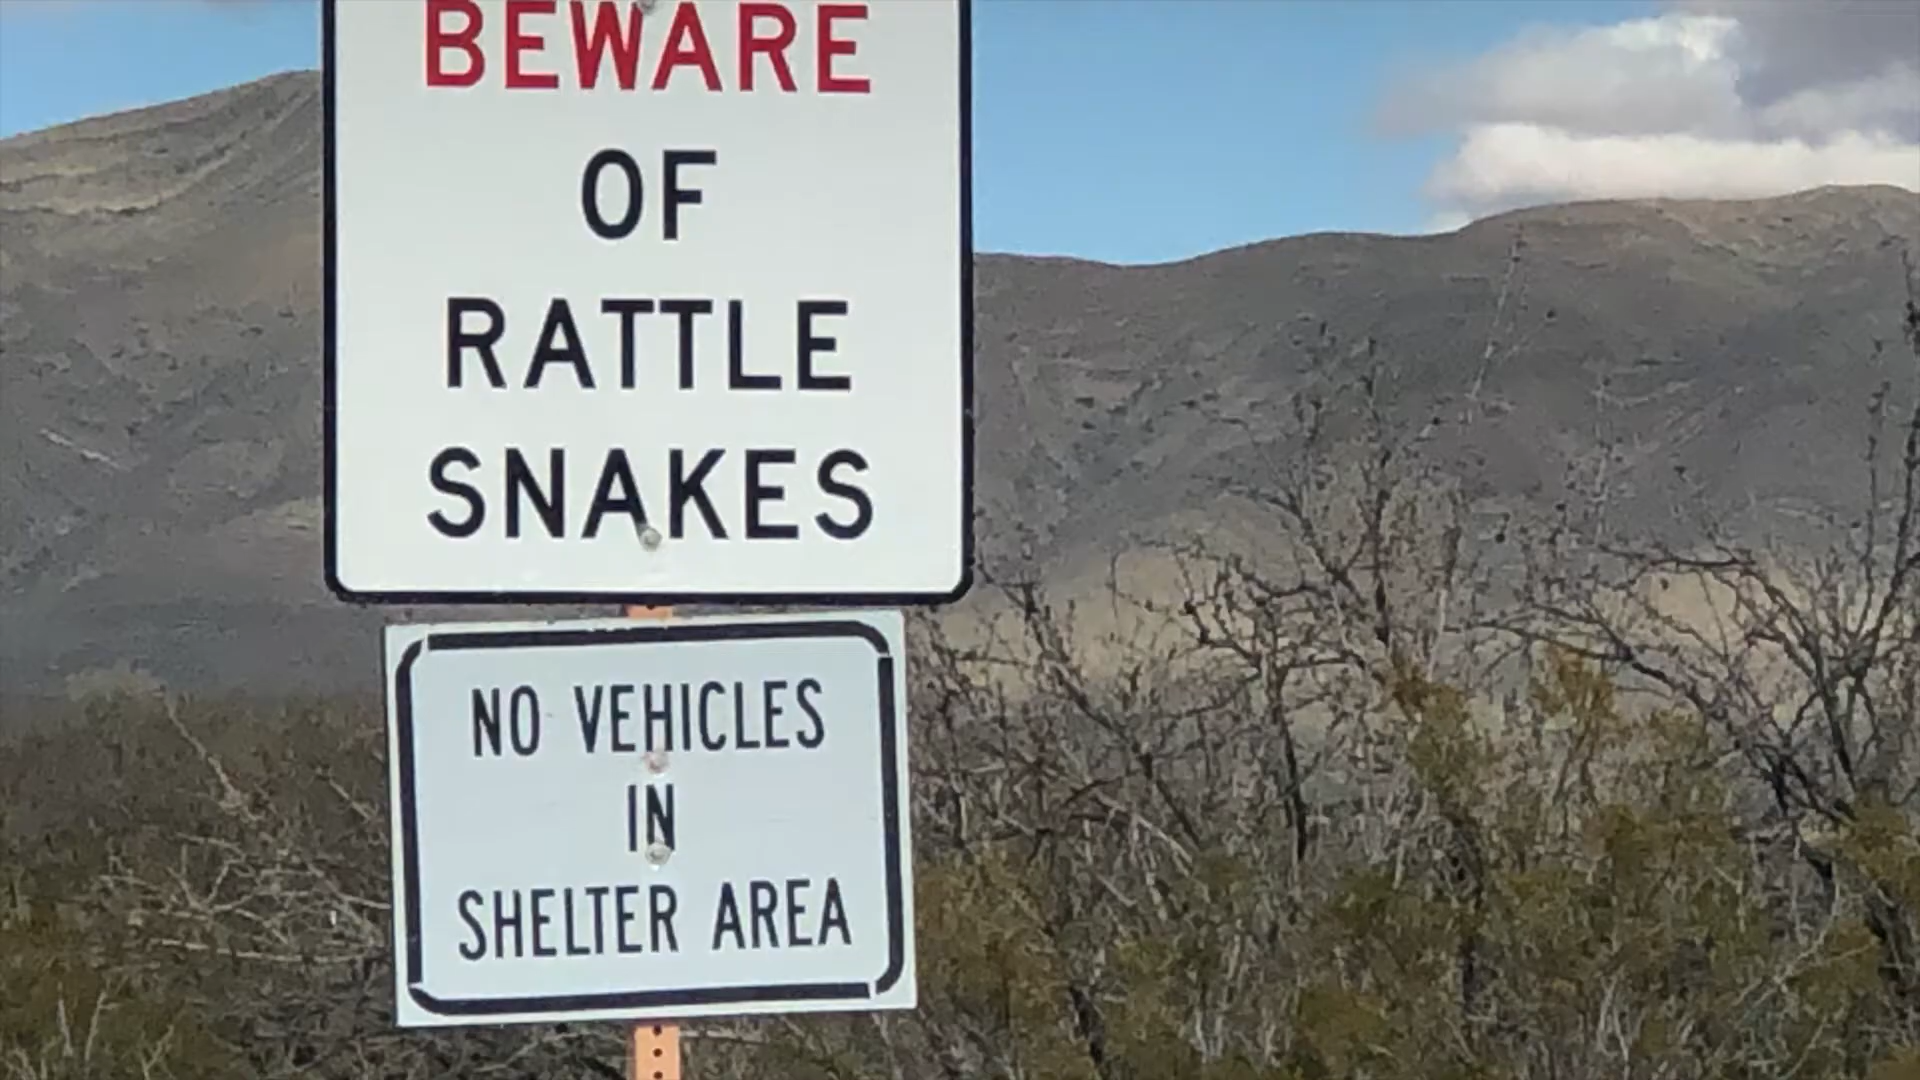 BEWARE
OF
RATTLE
SNAKES
NO VEHICLES
IN
SHELTER AREA